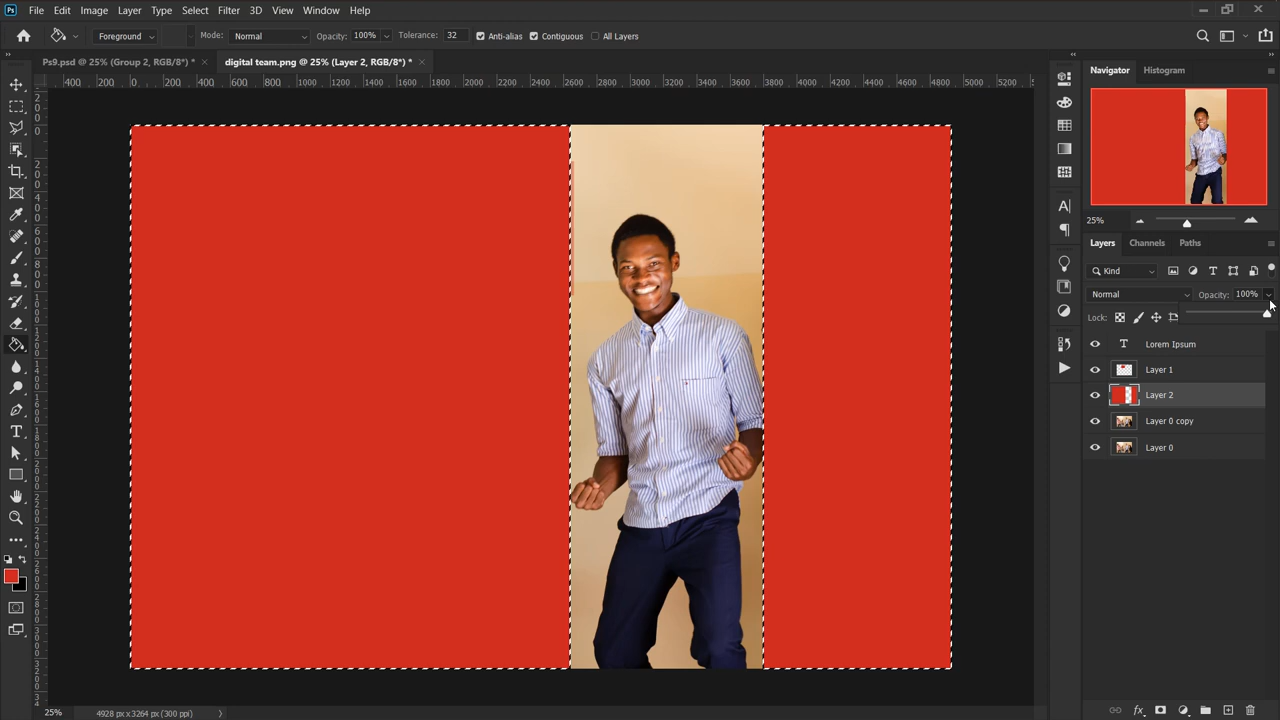 Ps File Edit Image Layer Type Select Filter 3D View Window Help
Foreground Mode: Normal Opacity: 100% Tolerance: 32 Anti-alias Contiguous All Layers
Ps9.psd @ 25% (Group 2, RGB/8*) * × digital team.png @ 25% (Layer 2, RGB/8*) * ×
400 200 0 200 400 600 800 1000 1200 1400 1600 1800 2000 2200 2400 2600 2800 3000 3200 3400 3600 3800 4000 4200 4400 4600 4800 5000 5200
Navigator Histogram
25%
Layers Channels Paths
Kind
Normal Opacity: 100%
Lock:
Lorem Ipsum
Layer 1
Layer 2
Layer 0 copy
Layer 0
25% 4928 px x 3264 px (300 ppi)